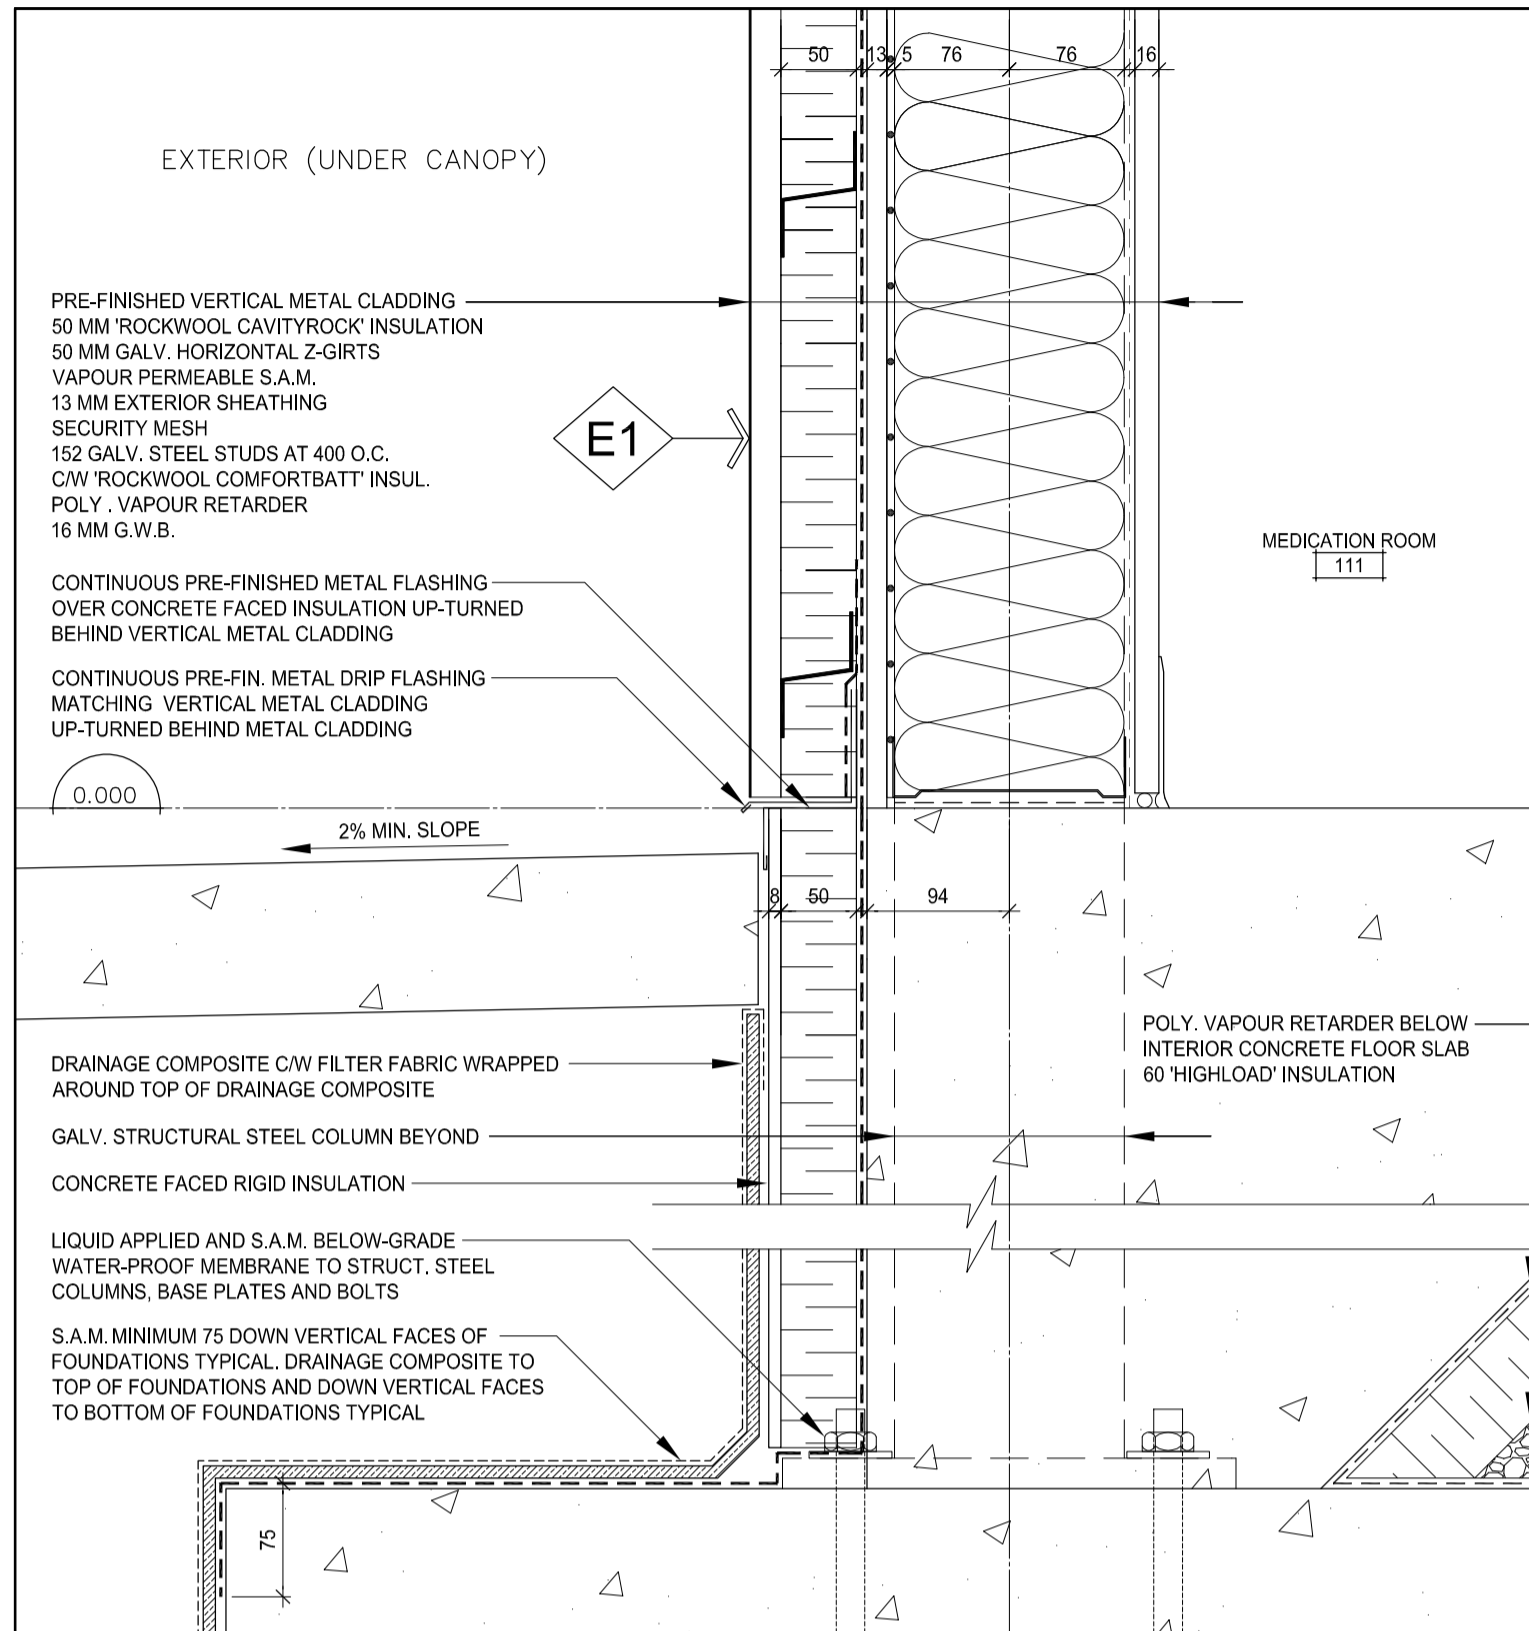 50 13 5 76 76 16
EXTERIOR (UNDER CANOPY)
PRE-FINISHED VERTICAL METAL CLADDING
50 MM 'ROCKWOOL CAVITYROCK' INSULATION
50 MM GALV. HORIZONTAL Z-GIRTS
VAPOUR PERMEABLE S.A.M.
13 MM EXTERIOR SHEATHING
SECURITY MESH
152 GALV. STEEL STUDS AT 400 O.C.
C/W 'ROCKWOOL COMFORTBATT' INSUL.
POLY . VAPOUR RETARDER
16 MM G.W.B.
E1
MEDICATION ROOM
111
CONTINUOUS PRE-FINISHED METAL FLASHING
OVER CONCRETE FACED INSULATION UP-TURNED
BEHIND VERTICAL METAL CLADDING
CONTINUOUS PRE-FIN. METAL DRIP FLASHING
MATCHING VERTICAL METAL CLADDING
UP-TURNED BEHIND METAL CLADDING
0.000
2% MIN. SLOPE
8 50 94
POLY. VAPOUR RETARDER BELOW
INTERIOR CONCRETE FLOOR SLAB
60 'HIGHLOAD' INSULATION
DRAINAGE COMPOSITE C/W FILTER FABRIC WRAPPED
AROUND TOP OF DRAINAGE COMPOSITE
GALV. STRUCTURAL STEEL COLUMN BEYOND
CONCRETE FACED RIGID INSULATION
LIQUID APPLIED AND S.A.M. BELOW-GRADE
WATER-PROOF MEMBRANE TO STRUCT. STEEL
COLUMNS, BASE PLATES AND BOLTS
S.A.M. MINIMUM 75 DOWN VERTICAL FACES OF
FOUNDATIONS TYPICAL. DRAINAGE COMPOSITE TO
TOP OF FOUNDATIONS AND DOWN VERTICAL FACES
TO BOTTOM OF FOUNDATIONS TYPICAL
75